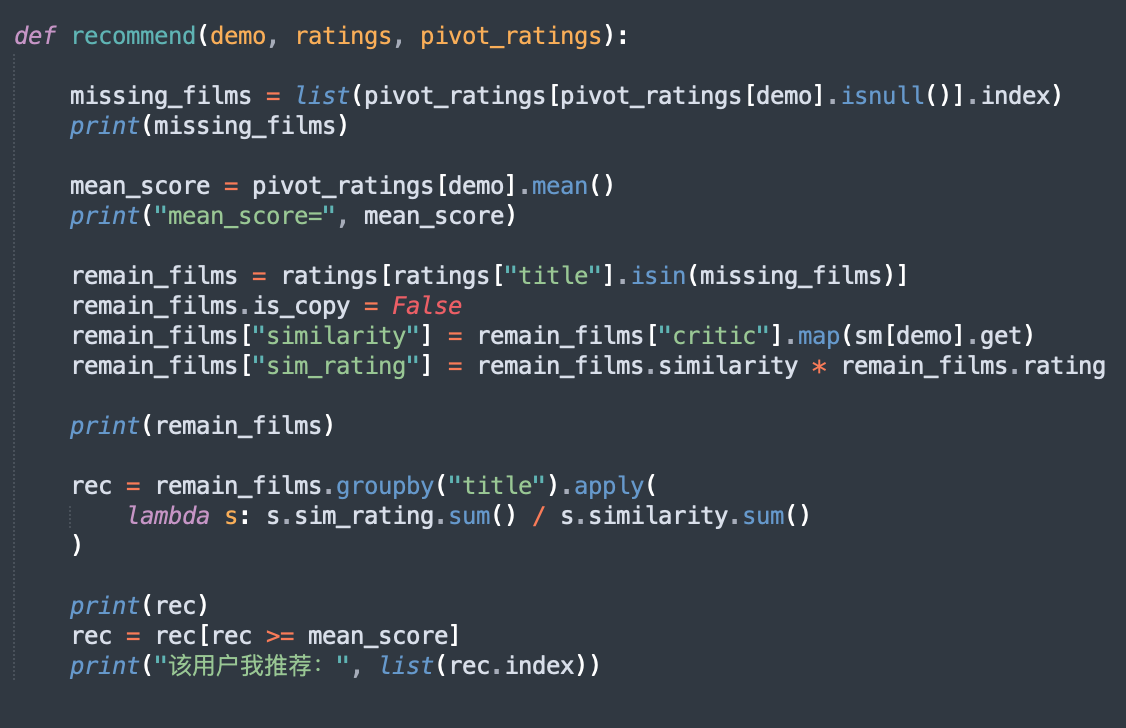 def recommend(demo, ratings, pivot_ratings):
missing_films = list(pivot_ratings[pivot_ratings[demo].isnull()].index)
print(missing_films)
mean_score = pivot_ratings[demo].mean()
print("mean_score=", mean_score)
remain_films = ratings[ratings["title"].isin(missing_films)]
remain_films.is_copy = False
remain_films["similarity"] = remain_films["critic"].map(sm[demo].get)
remain_films["sim_rating"] = remain_films.similarity * remain_films.rating
print(remain_films)
rec = remain_films.groupby("title").apply(
lambda s: s.sim_rating.sum() / s.similarity.sum()
)
print(rec)
rec = rec[rec >= mean_score]
print("该用户我推荐：", list(rec.index))